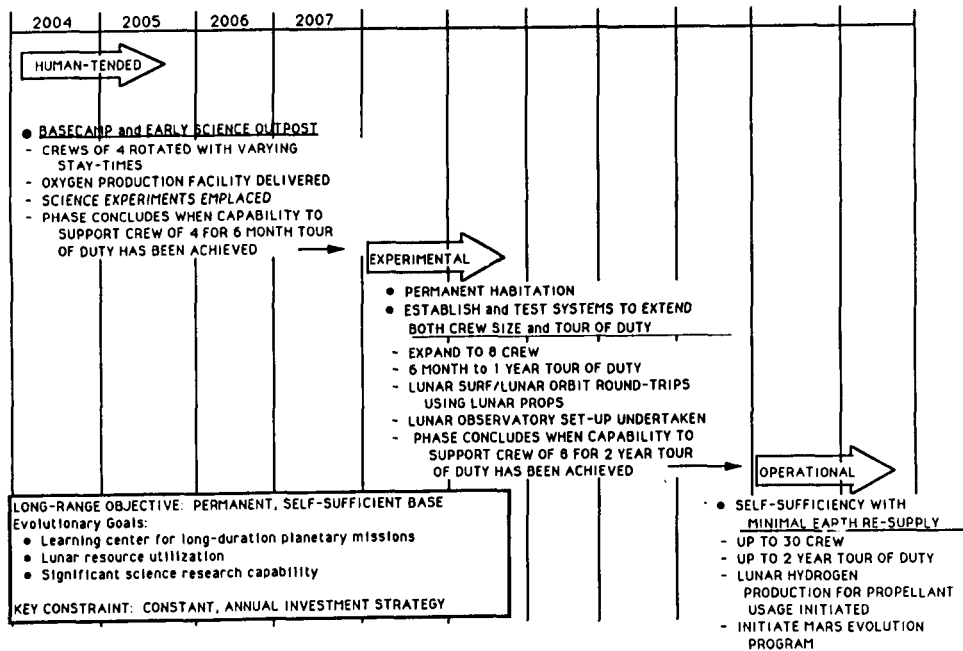 2004 2005 2006 2007
HUMAN-TENDED
● BASECAMP and EARLY SCIENCE OUTPOST
- CREWS OF 4 ROTATED WITH VARYING
STAY-TIMES
- OXYGEN PRODUCTION FACILITY DELIVERED
- SCIENCE EXPERIMENTS EMPLACED
- PHASE CONCLUDES WHEN CAPABILITY TO
SUPPORT CREW OF 4 FOR 6 MONTH TOUR
OF DUTY HAS BEEN ACHIEVED
EXPERIMENTAL
● PERMANENT HABITATION
● ESTABLISH and TEST SYSTEMS TO EXTEND
BOTH CREW SIZE and TOUR OF DUTY
- EXPAND TO 8 CREW
- 6 MONTH to 1 YEAR TOUR OF DUTY
- LUNAR SURF/LUNAR ORBIT ROUND-TRIPS
USING LUNAR PROPS
- LUNAR OBSERVATORY SET-UP UNDERTAKEN
- PHASE CONCLUDES WHEN CAPABILITY TO
SUPPORT CREW OF 8 FOR 2 YEAR TOUR
OF DUTY HAS BEEN ACHIEVED
OPERATIONAL
● SELF-SUFFICIENCY WITH
MINIMAL EARTH RE-SUPPLY
- UP TO 30 CREW
- UP TO 2 YEAR TOUR OF DUTY
- LUNAR HYDROGEN
PRODUCTION FOR PROPELLANT
USAGE INITIATED
- INITIATE MARS EVOLUTION
PROGRAM
LONG-RANGE OBJECTIVE: PERMANENT, SELF-SUFFICIENT BASE
Evolutionary Goals:
● Learning center for long-duration planetary missions
● Lunar resource utilization
● Significant science research capability
KEY CONSTRAINT: CONSTANT, ANNUAL INVESTMENT STRATEGY